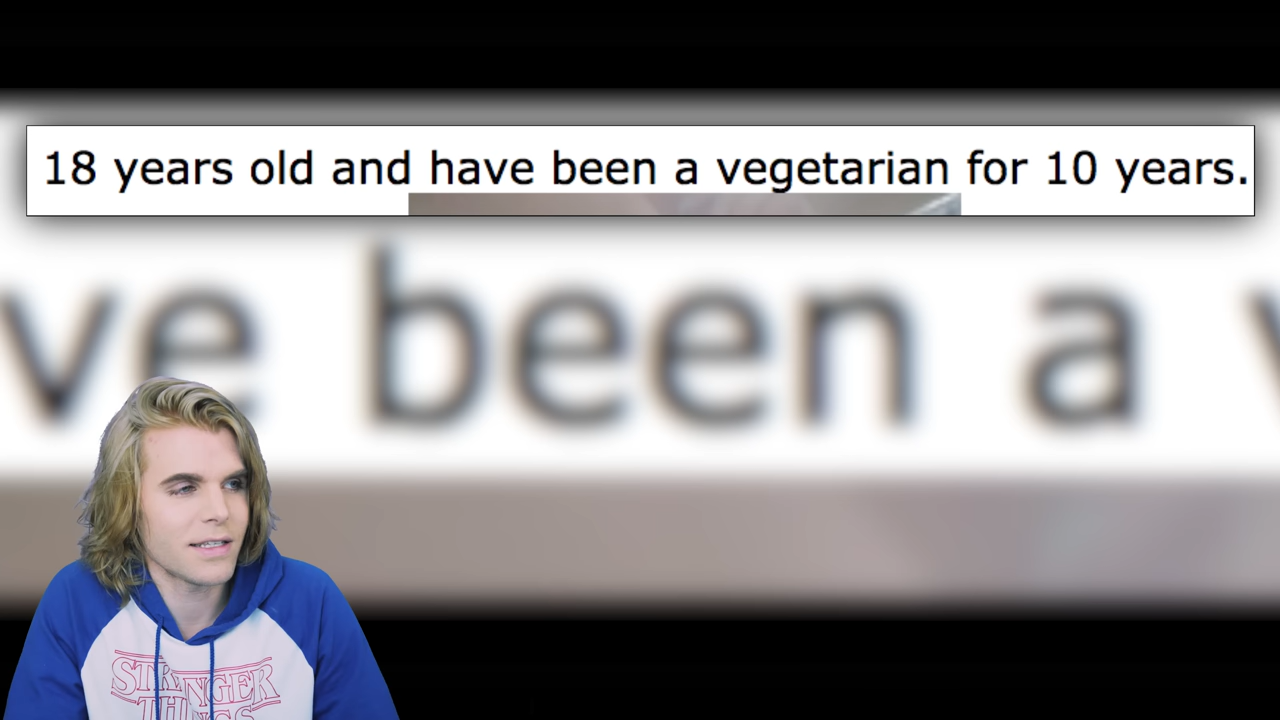 18 years old and have been a vegetarian for 10 years.
ve been a v
STRANGER
THINGS